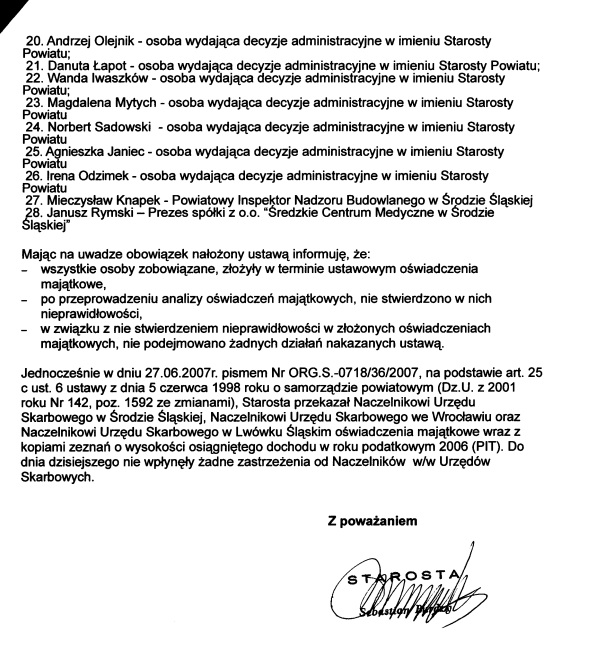 20. Andrzej Olejnik - osoba wydająca decyzje administracyjne w imieniu Starosty
Powiatu;
21. Danuta Łapot - osoba wydająca decyzje administracyjne w imieniu Starosty Powiatu;
22. Wanda Iwaszków - osoba wydająca decyzje administracyjne w imieniu Starosty
Powiatu;
23. Magdalena Mytych - osoba wydająca decyzje administracyjne w imieniu Starosty
Powiatu
24. Norbert Sadowski - osoba wydająca decyzje administracyjne w imieniu Starosty
Powiatu
25. Agnieszka Janiec - osoba wydająca decyzje administracyjne w imieniu Starosty
Powiatu
26. Irena Odzimek - osoba wydająca decyzje administracyjne w imieniu Starosty
Powiatu
27. Mieczysław Knapek - Powiatowy Inspektor Nadzoru Budowlanego w Środzie Śląskiej
28. Janusz Rymski – Prezes spółki z o.o. “Średzkie Centrum Medyczne w Środzie
Śląskiej”
Mając na uwadze obowiązek nałożony ustawą informuję, że:
– wszystkie osoby zobowiązane, złożyły w terminie ustawowym oświadczenia
majątkowe,
– po przeprowadzeniu analizy oświadczeń majątkowych, nie stwierdzono w nich
nieprawidłowości,
– w związku z nie stwierdzeniem nieprawidłowości w złożonych oświadczeniach
majątkowych, nie podejmowano żadnych działań nakazanych ustawą.
Jednocześnie w dniu 27.06.2007r. pismem Nr ORG.S.-0718/36/2007, na podstawie art. 25
c ust. 6 ustawy z dnia 5 czerwca 1998 roku o samorządzie powiatowym (Dz.U. z 2001
roku Nr 142, poz. 1592 ze zmianami), Starosta przekazał Naczelnikowi Urzędu
Skarbowego w Środzie Śląskiej, Naczelnikowi Urzędu Skarbowego we Wrocławiu oraz
Naczelnikowi Urzędu Skarbowego w Lwówku Śląskim oświadczenia majątkowe wraz z
kopiami zeznań o wysokości osiągniętego dochodu w roku podatkowym 2006 (PIT). Do
dnia dzisiejszego nie wpłynęły żadne zastrzeżenia od Naczelników w/w Urzędów
Skarbowych.
Z poważaniem
STAROSTA
Sebastian